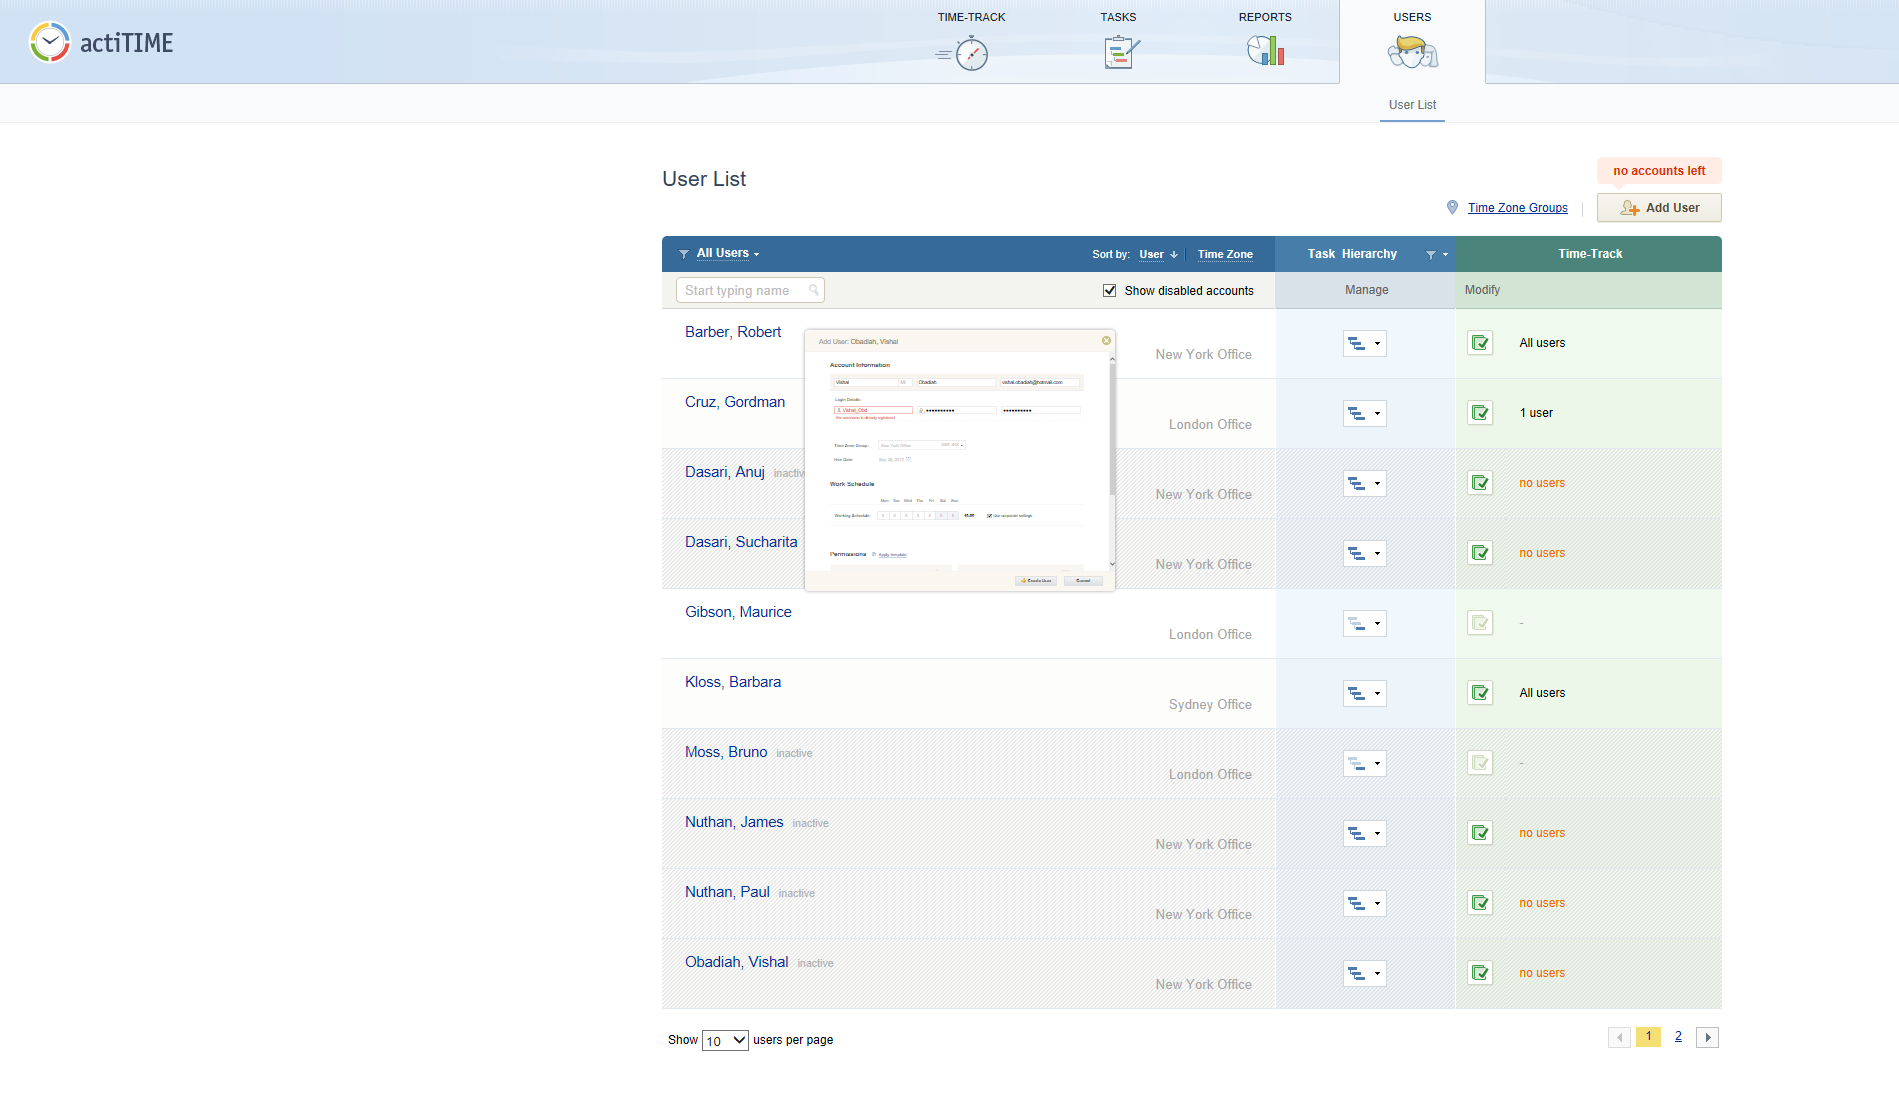 actiTIME
TIME-TRACK
TASKS
REPORTS
USERS
User List
User List
no accounts left
Time Zone Groups
Add User
All Users
Sort by: User
Time Zone
Task Hierarchy
Time-Track
Start typing name
Show disabled accounts
Manage
Modify
Barber, Robert
New York Office
All users
Cruz, Gordman
London Office
1 user
Dasari, Anuj
New York Office
no users
Dasari, Sucharita
New York Office
no users
Add User: Obadiah, Vishal
Account Information
Vishal
Obadiah
vishal.obadiah@hotmail.com
Login Details:
Vishal_Obd
Time Zone Group:
New York Office
Hire Date:
Work Schedule
Mon Tue Wed Thu Fri Sat Sun
Working Schedule:
Use corporate settings
Permissions
Apply template
Create User
Cancel
Gibson, Maurice
London Office
-
Kloss, Barbara
Sydney Office
All users
Moss, Bruno inactive
London Office
-
Nuthan, James inactive
New York Office
no users
Nuthan, Paul inactive
New York Office
no users
Obadiah, Vishal inactive
New York Office
no users
Show 10 users per page
1 2